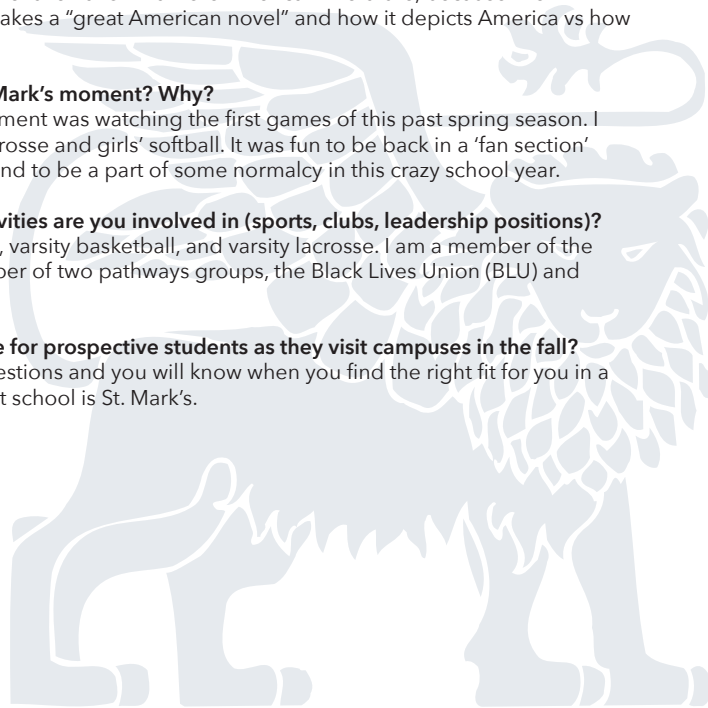 akes a “great American novel” and how it depicts America vs how
Mark’s moment? Why?
ment was watching the first games of this past spring season. I
rosse and girls’ softball. It was fun to be back in a ‘fan section’
nd to be a part of some normalcy in this crazy school year.
vities are you involved in (sports, clubs, leadership positions)?
, varsity basketball, and varsity lacrosse. I am a member of the
ber of two pathways groups, the Black Lives Union (BLU) and
e for prospective students as they visit campuses in the fall?
estions and you will know when you find the right fit for you in a
t school is St. Mark’s.